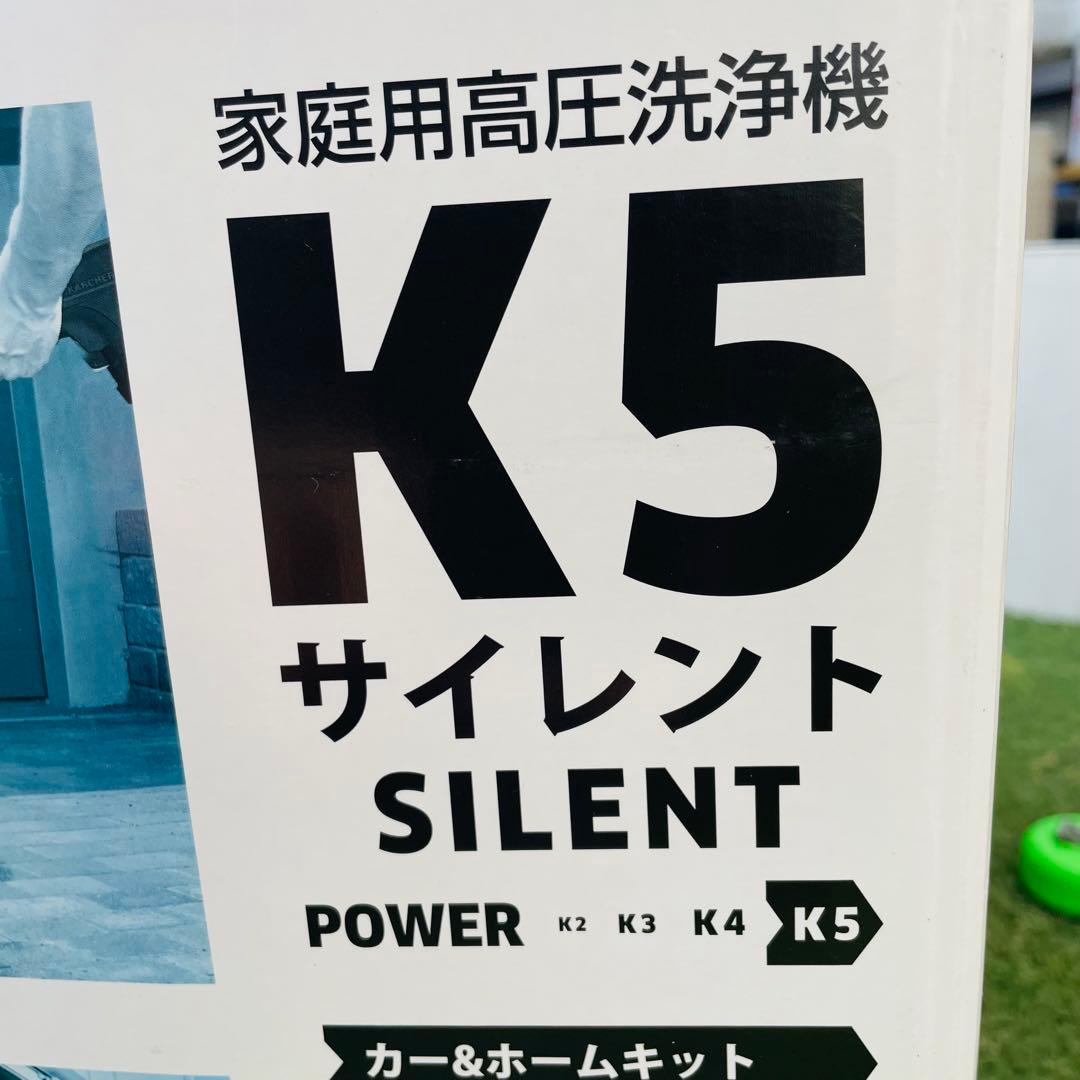 家庭用高圧洗浄機
K5
サイレント
SILENT
POWER K2 K3 K4 K5
カー&ホームキット
KARCHER